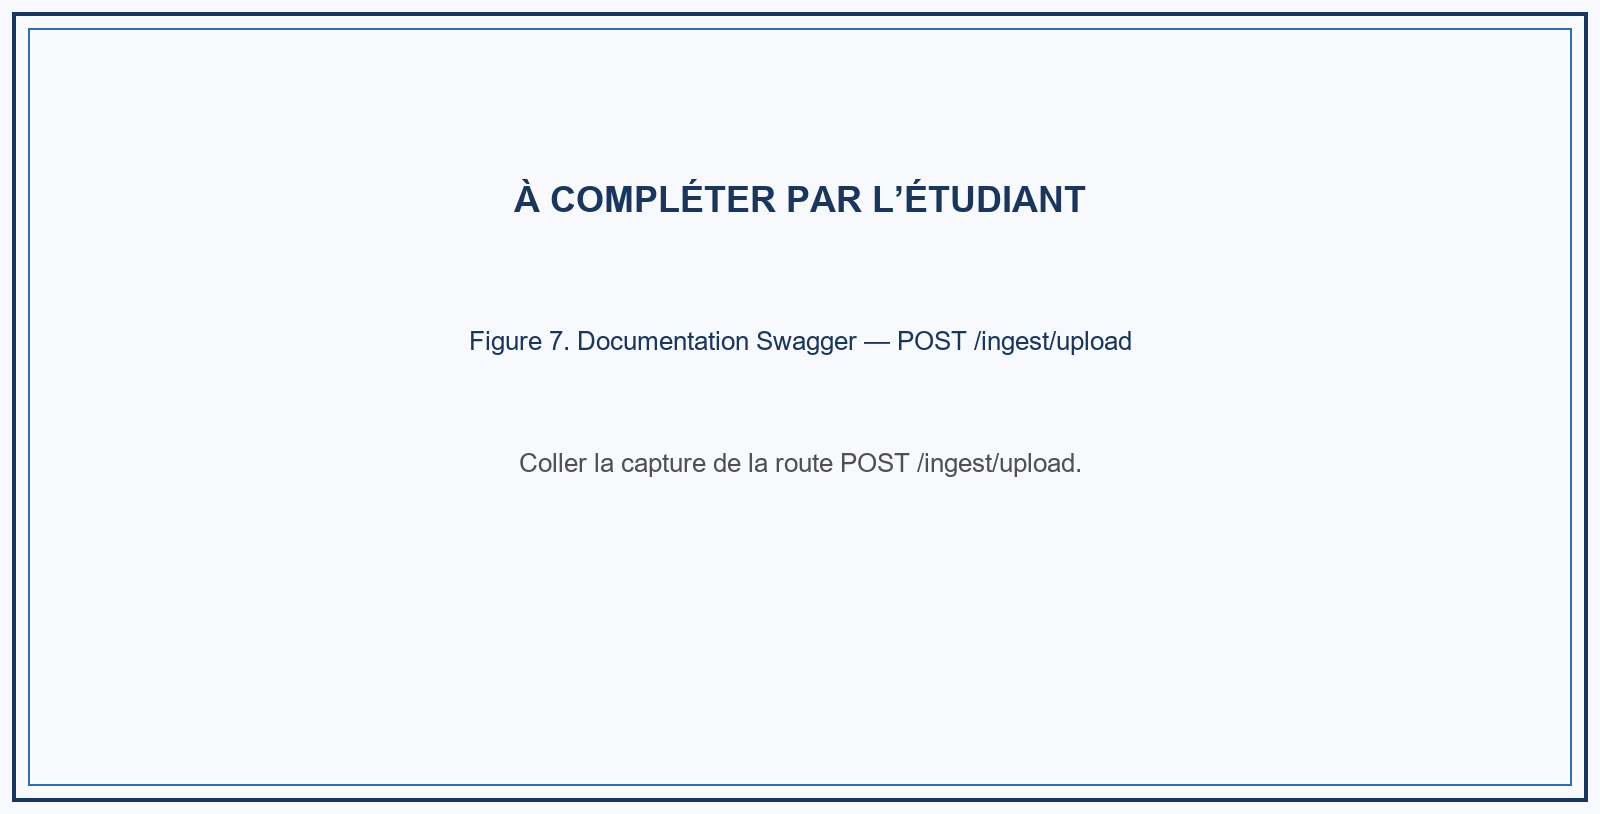 À COMPLÉTER PAR L’ÉTUDIANT
Figure 7. Documentation Swagger — POST /ingest/upload
Coller la capture de la route POST /ingest/upload.